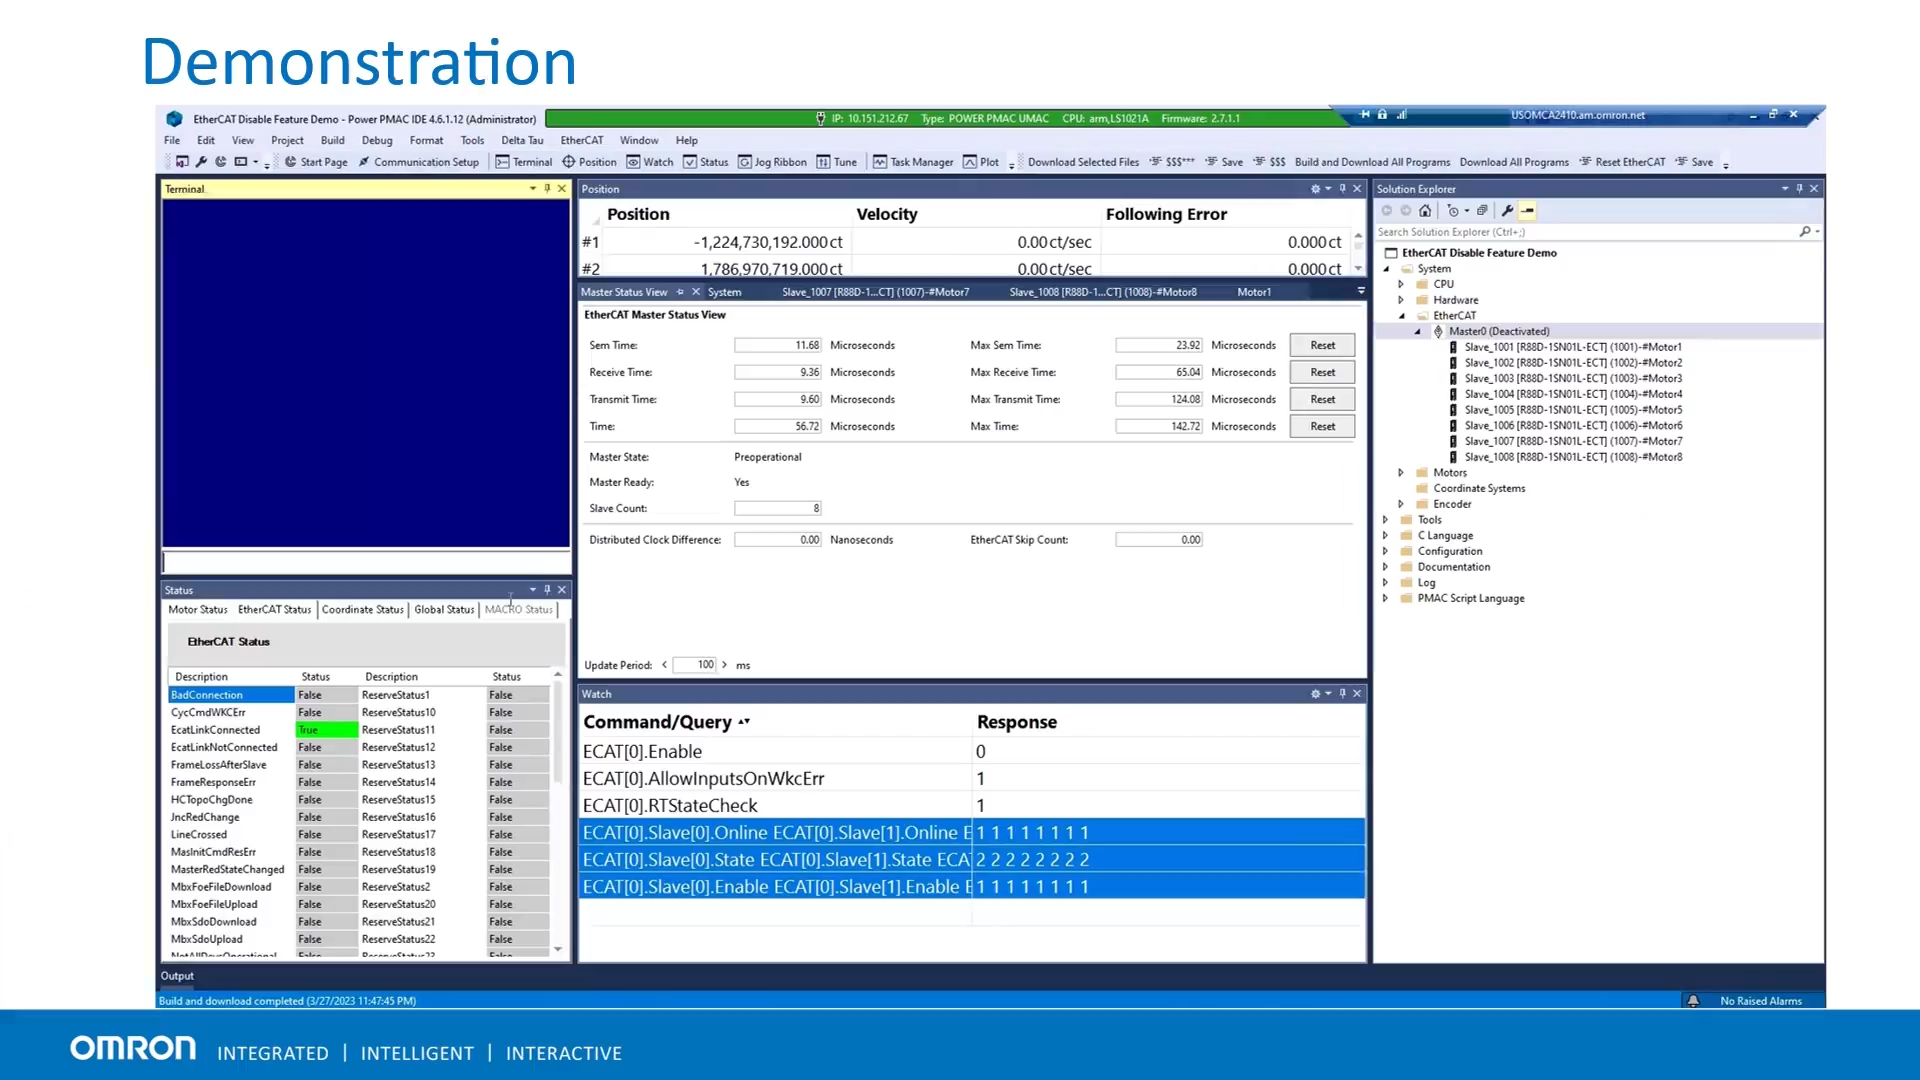 Demonstration
EtherCAT Disable Feature Demo - Power PMAC IDE 4.6.1.12 (Administrator)
IP: 10.151.212.67 Type: POWER PMAC UMAC CPU: arm,LS1021A Firmware: 2.7.1.1
USOMCA2410.am.omron.net
File Edit View Project Build Debug Format Tools Delta Tau EtherCAT Window Help
Start Page Communication Setup Terminal Position Watch Status Jog Ribbon Tune Task Manager Plot Download Selected Files $$$*** Save $$$ Build and Download All Programs Download All Programs Reset EtherCAT Save
Terminal
Position
Position Velocity Following Error
#1 -1,224,730,192.000 ct 0.00 ct/sec 0.000 ct
#2 1,786,970,719.000 ct 0.00 ct/sec 0.000 ct
Master Status View System Slave_1007 [R88D-1...CT] (1007)-#Motor7 Slave_1008 [R88D-1...CT] (1008)-#Motor8 Motor1
EtherCAT Master Status View
Sem Time: 11.68 Microseconds Max Sem Time: 23.92 Microseconds Reset
Receive Time: 9.36 Microseconds Max Receive Time: 65.04 Microseconds Reset
Transmit Time: 9.60 Microseconds Max Transmit Time: 124.08 Microseconds Reset
Time: 56.72 Microseconds Max Time: 142.72 Microseconds Reset
Master State: Preoperational
Master Ready: Yes
Slave Count: 8
Distributed Clock Difference: 0.00 Nanoseconds EtherCAT Skip Count: 0.00
Update Period: < 100 > ms
Status
Motor Status EtherCAT Status Coordinate Status Global Status MACRO Status
EtherCAT Status
Description Status Description Status
BadConnection False ReserveStatus1 False
CycCmdWKCErr False ReserveStatus10 False
EcatLinkConnected True ReserveStatus11 False
EcatLinkNotConnected False ReserveStatus12 False
FrameLossAfterSlave False ReserveStatus13 False
FrameResponseErr False ReserveStatus14 False
HCTopoChgDone False ReserveStatus15 False
JncRedChange False ReserveStatus16 False
LineCrossed False ReserveStatus17 False
MasInitCmdResErr False ReserveStatus18 False
MasterRedStateChanged False ReserveStatus19 False
MbxFoeFileDownload False ReserveStatus2 False
MbxFoeFileUpload False ReserveStatus20 False
MbxSdoDownload False ReserveStatus21 False
MbxSdoUpload False ReserveStatus22 False
NotAllDevsOperational False ReserveStatus23 False
Watch
Command/Query Response
ECAT[0].Enable 0
ECAT[0].AllowInputsOnWkcErr 1
ECAT[0].RTStateCheck 1
ECAT[0].Slave[0].Online ECAT[0].Slave[1].Online E 1 1 1 1 1 1 1 1
ECAT[0].Slave[0].State ECAT[0].Slave[1].State ECA 2 2 2 2 2 2 2 2
ECAT[0].Slave[0].Enable ECAT[0].Slave[1].Enable E 1 1 1 1 1 1 1 1
Solution Explorer
Search Solution Explorer (Ctrl+;)
EtherCAT Disable Feature Demo
System
CPU
Hardware
EtherCAT
Master0 (Deactivated)
Slave_1001 [R88D-1SN01L-ECT] (1001)-#Motor1
Slave_1002 [R88D-1SN01L-ECT] (1002)-#Motor2
Slave_1003 [R88D-1SN01L-ECT] (1003)-#Motor3
Slave_1004 [R88D-1SN01L-ECT] (1004)-#Motor4
Slave_1005 [R88D-1SN01L-ECT] (1005)-#Motor5
Slave_1006 [R88D-1SN01L-ECT] (1006)-#Motor6
Slave_1007 [R88D-1SN01L-ECT] (1007)-#Motor7
Slave_1008 [R88D-1SN01L-ECT] (1008)-#Motor8
Motors
Coordinate Systems
Encoder
Tools
C Language
Configuration
Documentation
Log
PMAC Script Language
Output
Build and download completed (3/27/2023 11:47:45 PM)
No Raised Alarms
OMRON INTEGRATED | INTELLIGENT | INTERACTIVE